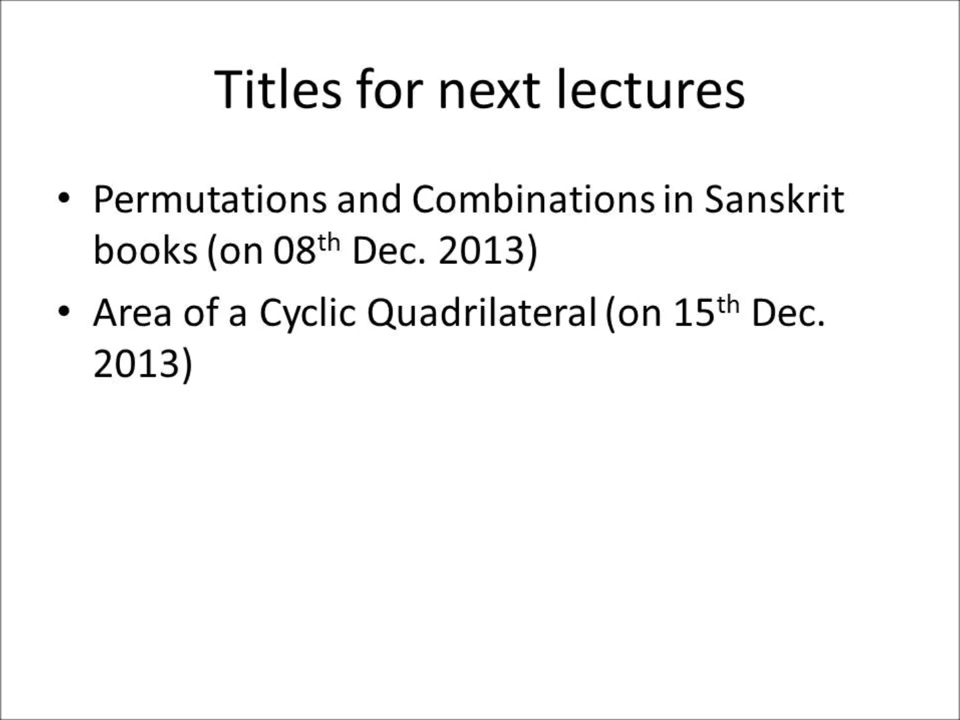 Titles for next lectures
• Permutations and Combinations in Sanskrit
books (on 08th Dec. 2013)
• Area of a Cyclic Quadrilateral (on 15th Dec.
2013)